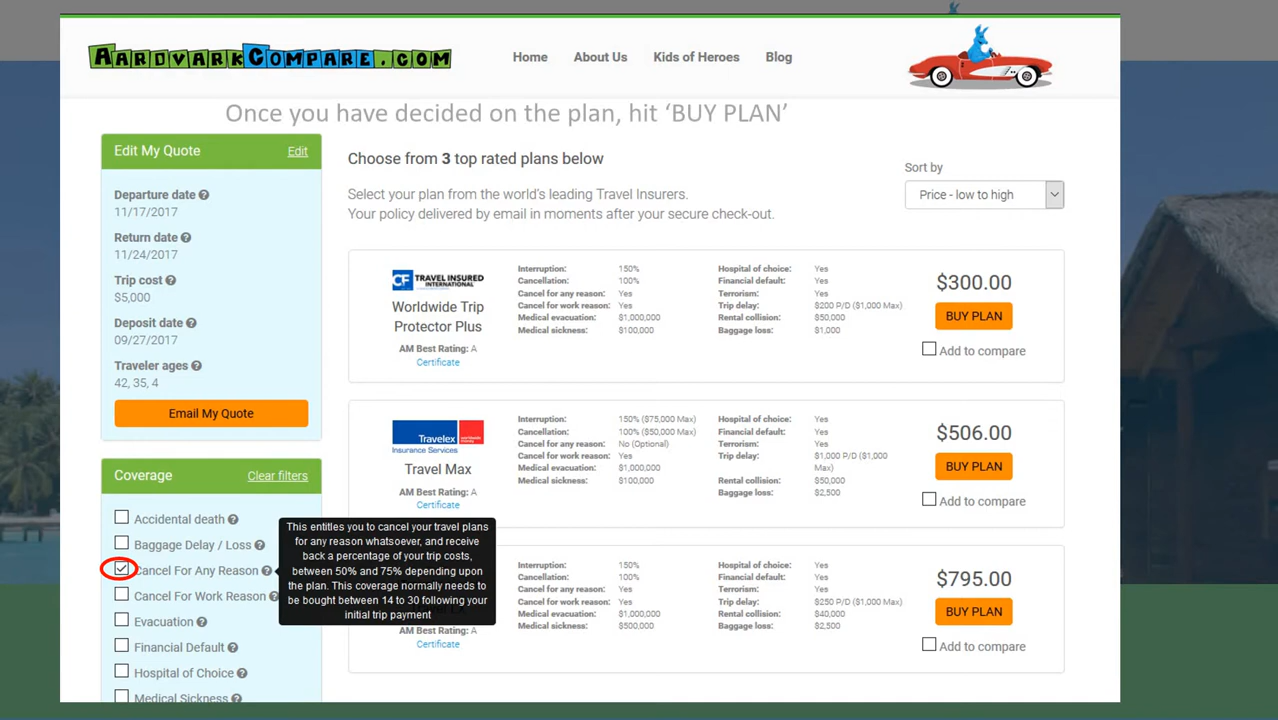 AARDVARKCOMPARE.COM
Home About Us Kids of Heroes Blog
Once you have decided on the plan, hit ‘BUY PLAN’
Edit My Quote Edit
Departure date ?
11/17/2017
Return date ?
11/24/2017
Trip cost ?
$5,000
Deposit date ?
09/27/2017
Traveler ages ?
42, 35, 4
Email My Quote
Coverage Clear filters
Accidental death ?
Baggage Delay / Loss ?
Cancel For Any Reason ?
Cancel For Work Reason ?
Evacuation ?
Financial Default ?
Hospital of Choice ?
Medical Sickness ?
This entitles you to cancel your travel plans
for any reason whatsoever, and receive
back a percentage of your trip costs,
between 50% and 75% depending upon
the plan. This coverage normally needs to
be bought between 14 to 30 following your
initial trip payment
Choose from 3 top rated plans below
Sort by
Price - low to high
Select your plan from the world's leading Travel Insurers.
Your policy delivered by email in moments after your secure check-out.
CF TRAVEL INSURED
INTERNATIONAL
Worldwide Trip
Protector Plus
AM Best Rating: A
Certificate
Interruption: 150%
Cancellation: 100%
Cancel for any reason: Yes
Cancel for work reason: Yes
Medical evacuation: $1,000,000
Medical sickness: $100,000
Hospital of choice: Yes
Financial default: Yes
Terrorism: Yes
Trip delay: $200 P/D ($1,000 Max)
Rental collision: $50,000
Baggage loss: $1,000
$300.00
BUY PLAN
Add to compare
Travelex
Insurance Services
Travel Max
AM Best Rating: A
Certificate
Interruption: 150% ($75,000 Max)
Cancellation: 100% ($50,000 Max)
Cancel for any reason: No (Optional)
Cancel for work reason: Yes
Medical evacuation: $1,000,000
Medical sickness: $100,000
Hospital of choice: Yes
Financial default: Yes
Terrorism: Yes
Trip delay: $1,000 P/D ($1,000
Max)
Rental collision: $50,000
Baggage loss: $2,500
$506.00
BUY PLAN
Add to compare
AM Best Rating: A
Certificate
Interruption: 150%
Cancellation: 100%
Cancel for any reason: Yes
Cancel for work reason: Yes
Medical evacuation: $1,000,000
Medical sickness: $500,000
Hospital of choice: Yes
Financial default: Yes
Terrorism: Yes
Trip delay: $250 P/D ($1,000 Max)
Rental collision: $40,000
Baggage loss: $2,500
$795.00
BUY PLAN
Add to compare